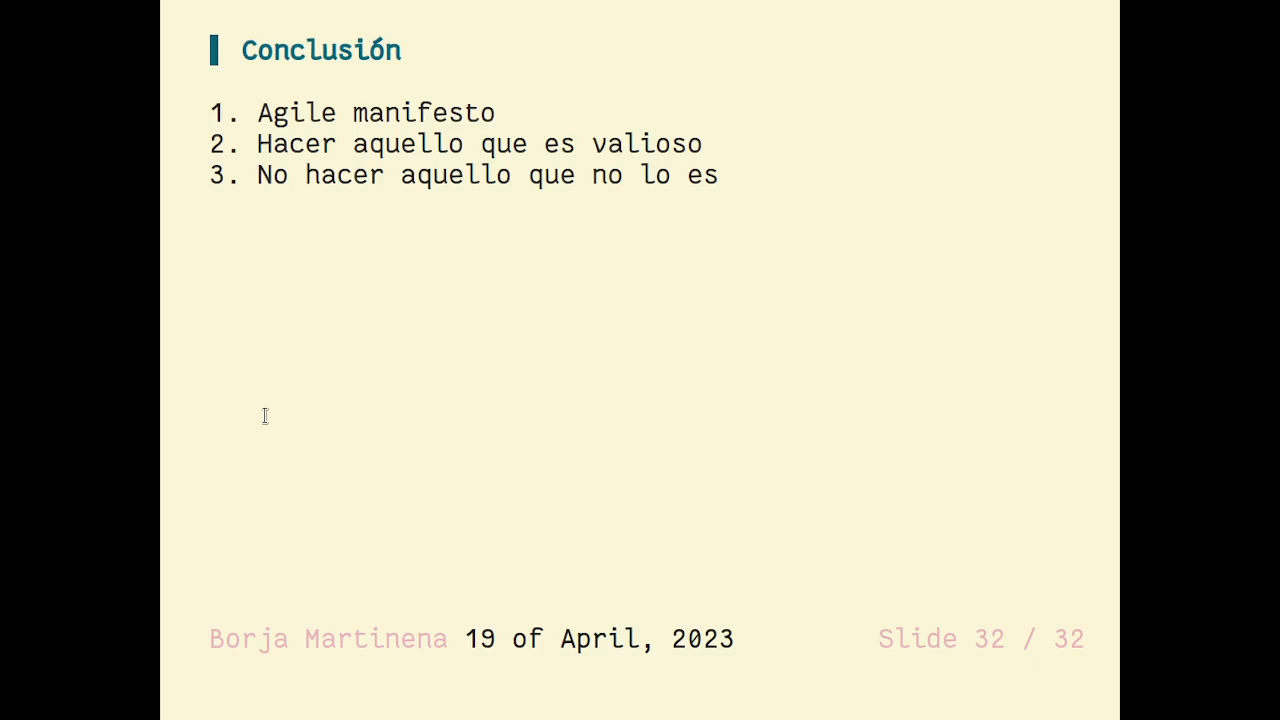 Conclusión
1. Agile manifesto
2. Hacer aquello que es valioso
3. No hacer aquello que no lo es
Borja Martinena 19 of April, 2023 Slide 32 / 32